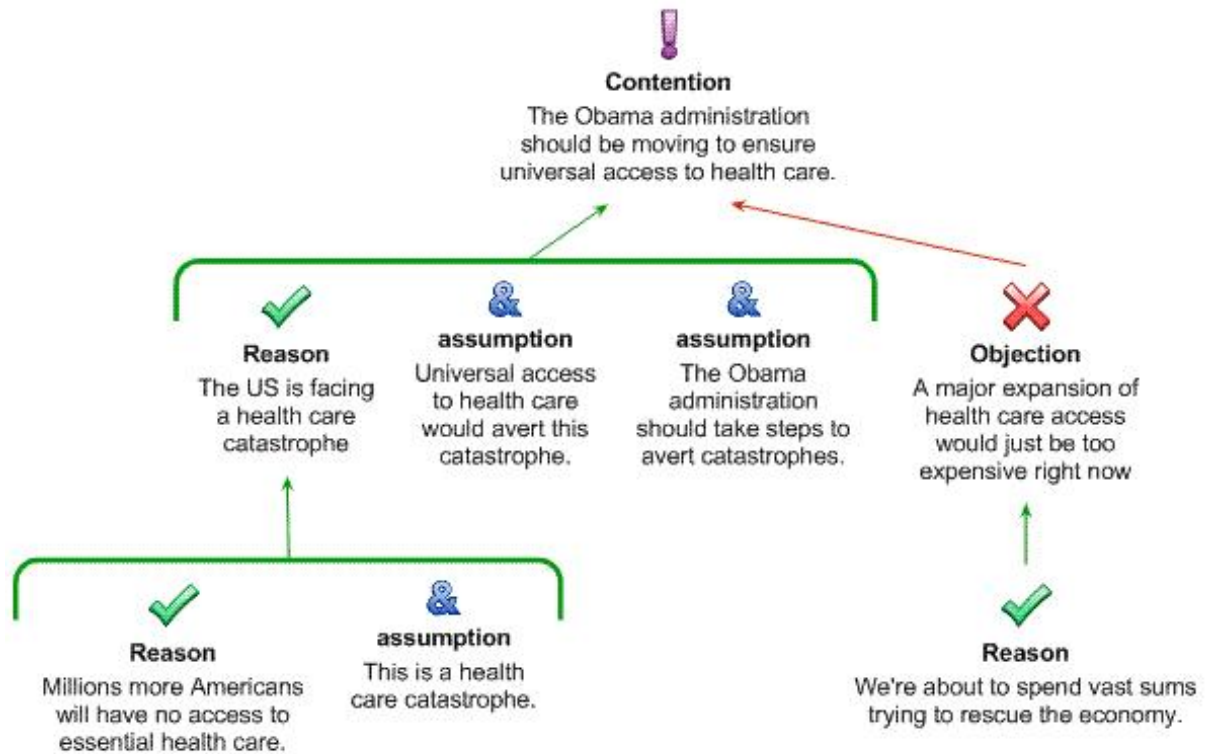 Contention
The Obama administration
should be moving to ensure
universal access to health care.
&
&
Reason
The US is facing
a health care
catastrophe
assumption
Universal access
to health care
would avert this
catastrophe.
assumption
The Obama
administration
should take steps to
avert catastrophes.
Objection
A major expansion of
health care access
would just be too
expensive right now
&
Reason
Millions more Americans
will have no access to
essential health care.
assumption
This is a health
care catastrophe.
Reason
We're about to spend vast sums
trying to rescue the economy.